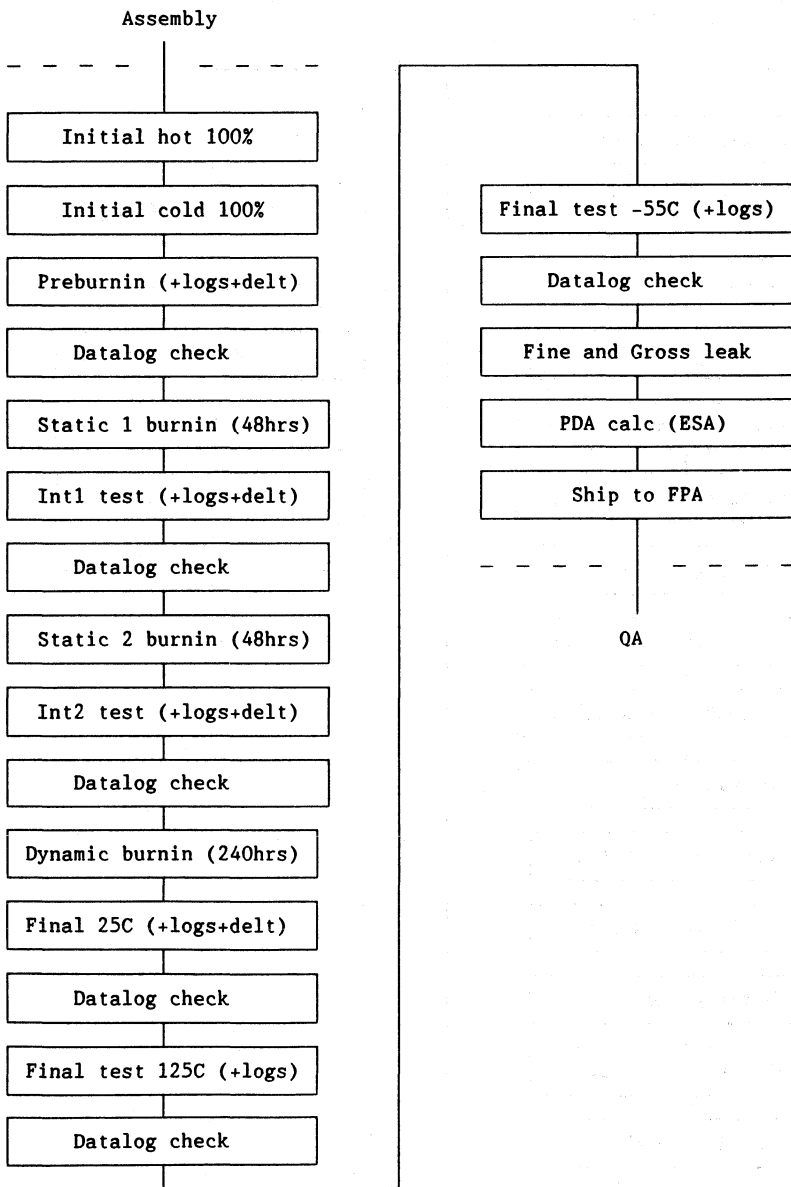 Assembly
Initial hot 100%
Initial cold 100%
Preburnin (+logs+delt)
Datalog check
Static 1 burnin (48hrs)
Int1 test (+logs+delt)
Datalog check
Static 2 burnin (48hrs)
Int2 test (+logs+delt)
Datalog check
Dynamic burnin (240hrs)
Final 25C (+logs+delt)
Datalog check
Final test 125C (+logs)
Datalog check
Final test -55C (+logs)
Datalog check
Fine and Gross leak
PDA calc (ESA)
Ship to FPA
QA